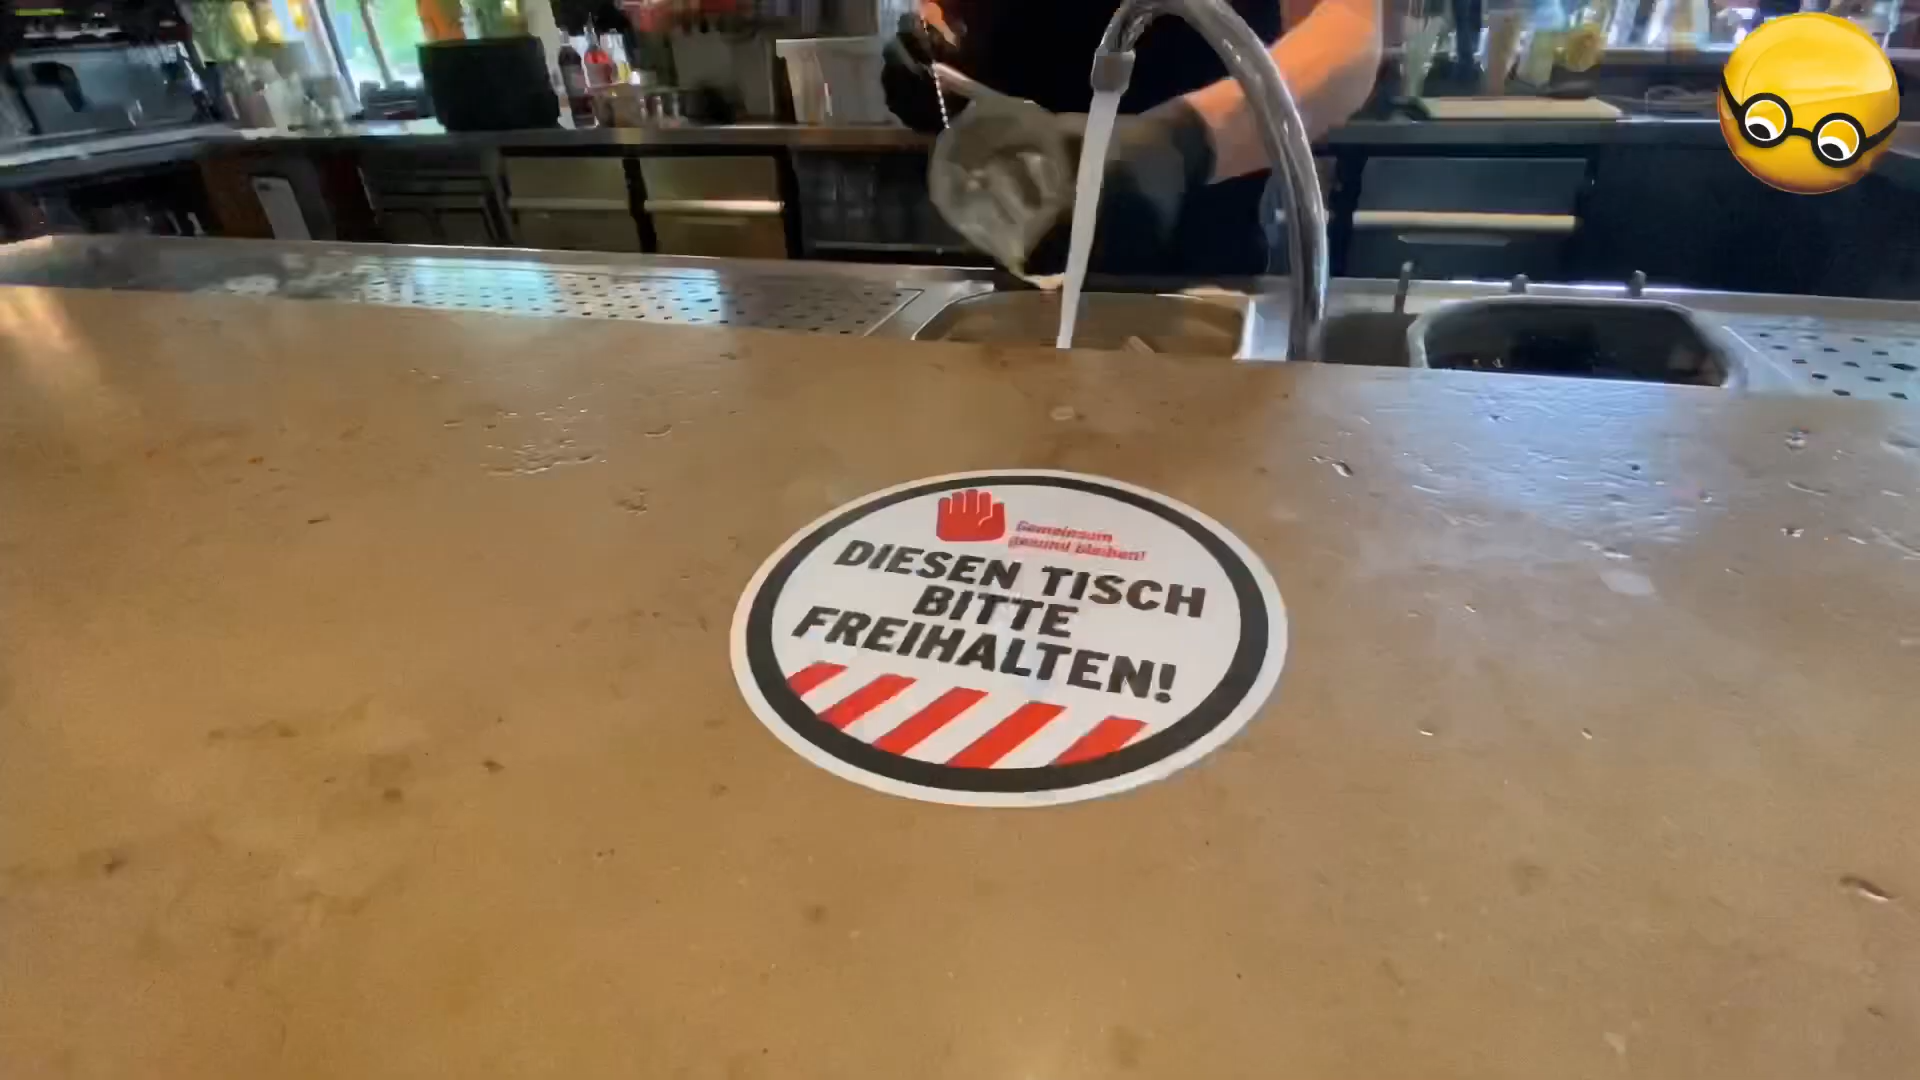 Gemeinsam
gesund bleiben!
DIESEN TISCH
BITTE
FREIHALTEN!